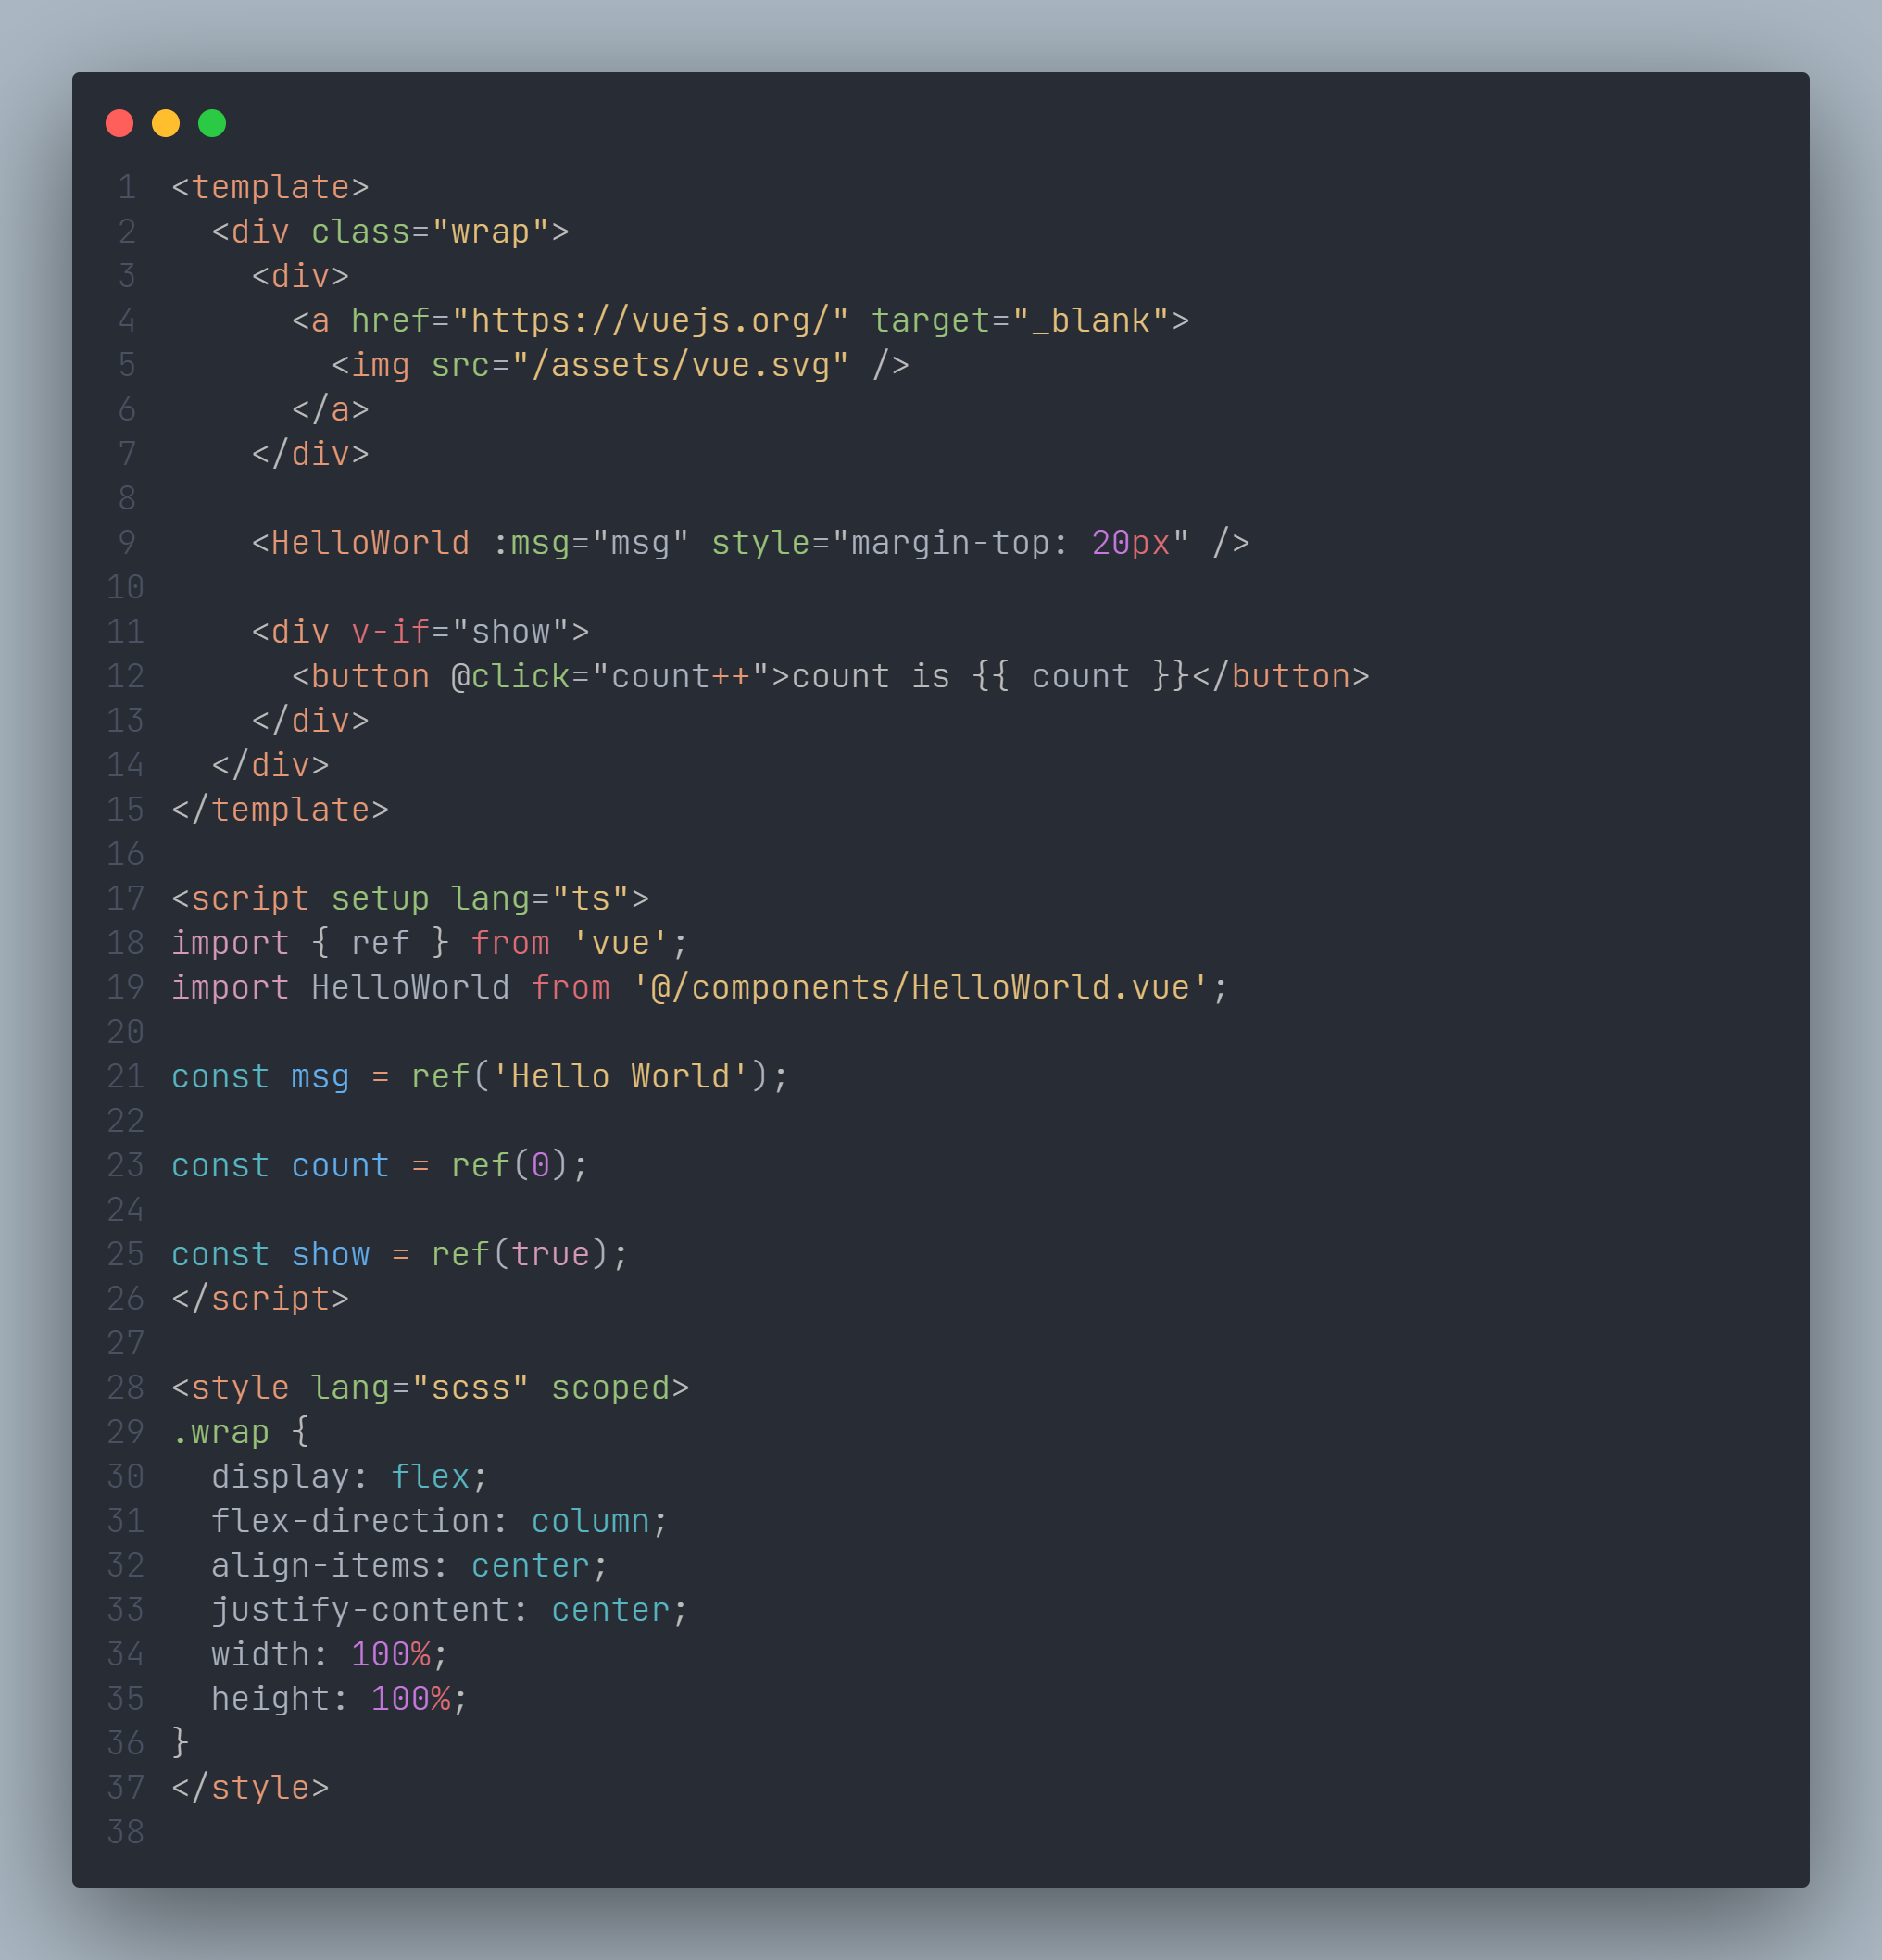 1 <template>
2   <div class="wrap">
3     <div>
4       <a href="https://vuejs.org/" target="_blank">
5         <img src="/assets/vue.svg" />
6       </a>
7     </div>
8
9     <HelloWorld :msg="msg" style="margin-top: 20px" />
10
11     <div v-if="show">
12       <button @click="count++">count is {{ count }}</button>
13     </div>
14   </div>
15 </template>
16
17 <script setup lang="ts">
18 import { ref } from 'vue';
19 import HelloWorld from '@/components/HelloWorld.vue';
20
21 const msg = ref('Hello World');
22
23 const count = ref(0);
24
25 const show = ref(true);
26 </script>
27
28 <style lang="scss" scoped>
29 .wrap {
30   display: flex;
31   flex-direction: column;
32   align-items: center;
33   justify-content: center;
34   width: 100%;
35   height: 100%;
36 }
37 </style>
38